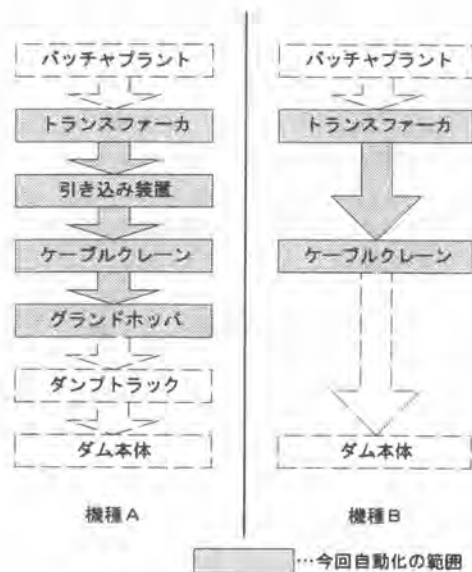 バッチャプラント
トランスファーカ
引き込み装置
ケーブルクレーン
グランドホッパ
ダンプトラック
ダム本体
機種A
バッチャプラント
トランスファーカ
ケーブルクレーン
ダム本体
機種B
…今回自動化の範囲